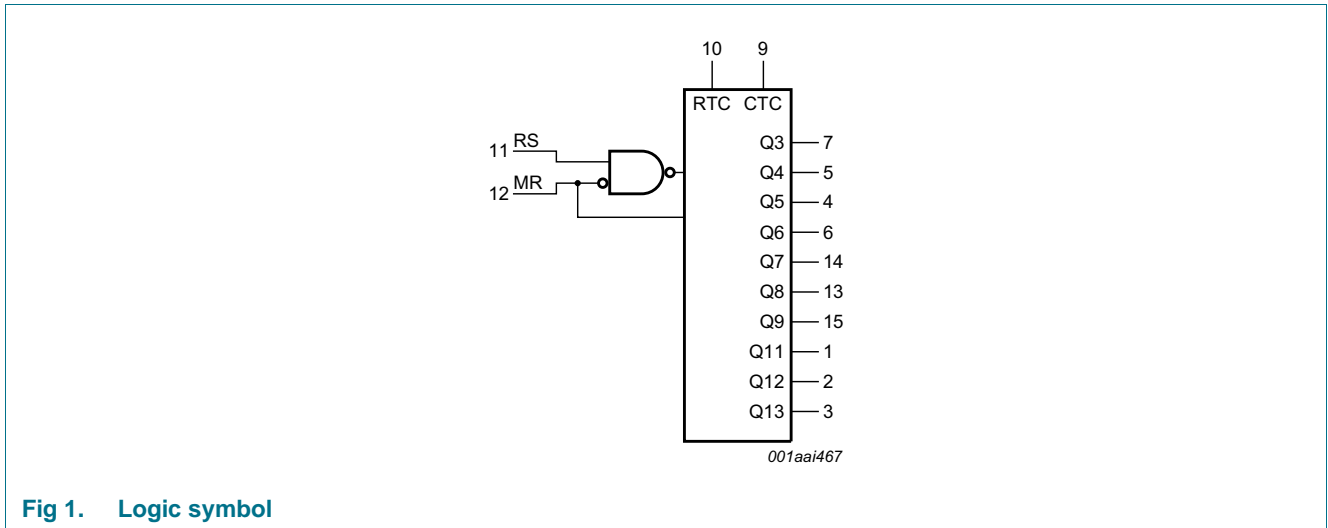 10 9
RTC CTC
11 RS
12 MR
Q3 7
Q4 5
Q5 4
Q6 6
Q7 14
Q8 13
Q9 15
Q11 1
Q12 2
Q13 3
001aai467
Fig 1. Logic symbol